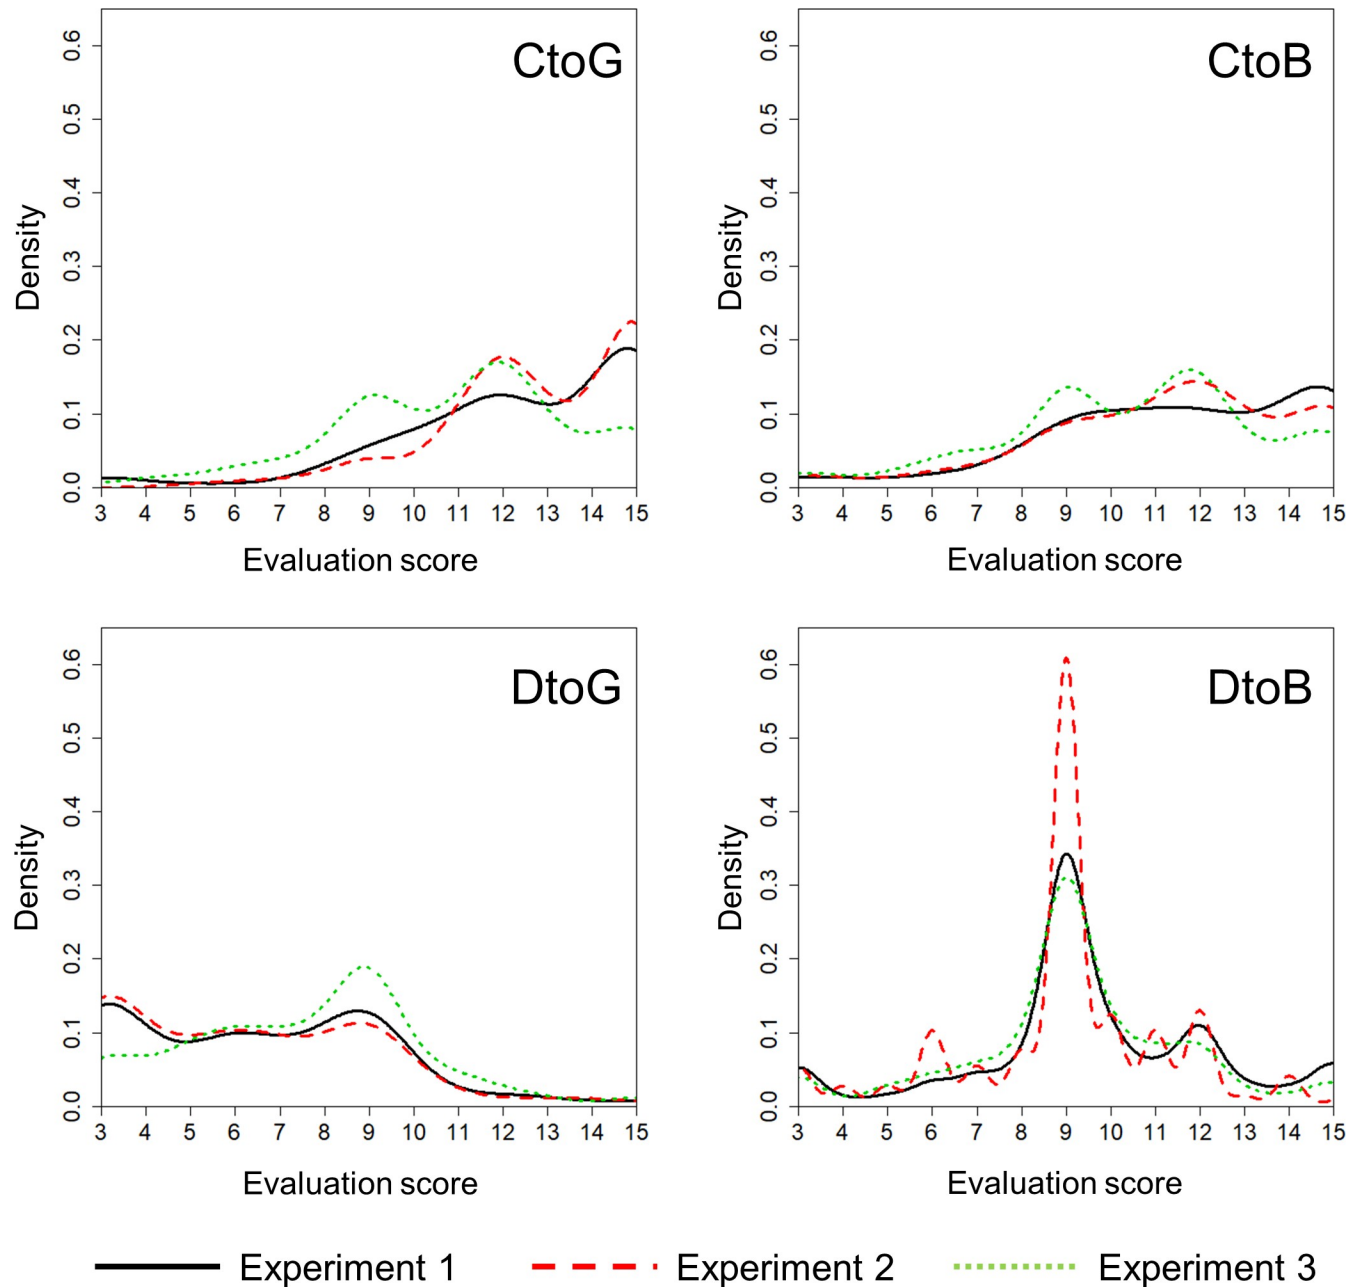 CtoG
0.0 0.1 0.2 0.3 0.4 0.5 0.6
Density
3 4 5 6 7 8 9 10 11 12 13 14 15
Evaluation score
CtoB
0.0 0.1 0.2 0.3 0.4 0.5 0.6
Density
3 4 5 6 7 8 9 10 11 12 13 14 15
Evaluation score
DtoG
0.0 0.1 0.2 0.3 0.4 0.5 0.6
Density
3 4 5 6 7 8 9 10 11 12 13 14 15
Evaluation score
DtoB
0.0 0.1 0.2 0.3 0.4 0.5 0.6
Density
3 4 5 6 7 8 9 10 11 12 13 14 15
Evaluation score
Experiment 1 Experiment 2 Experiment 3